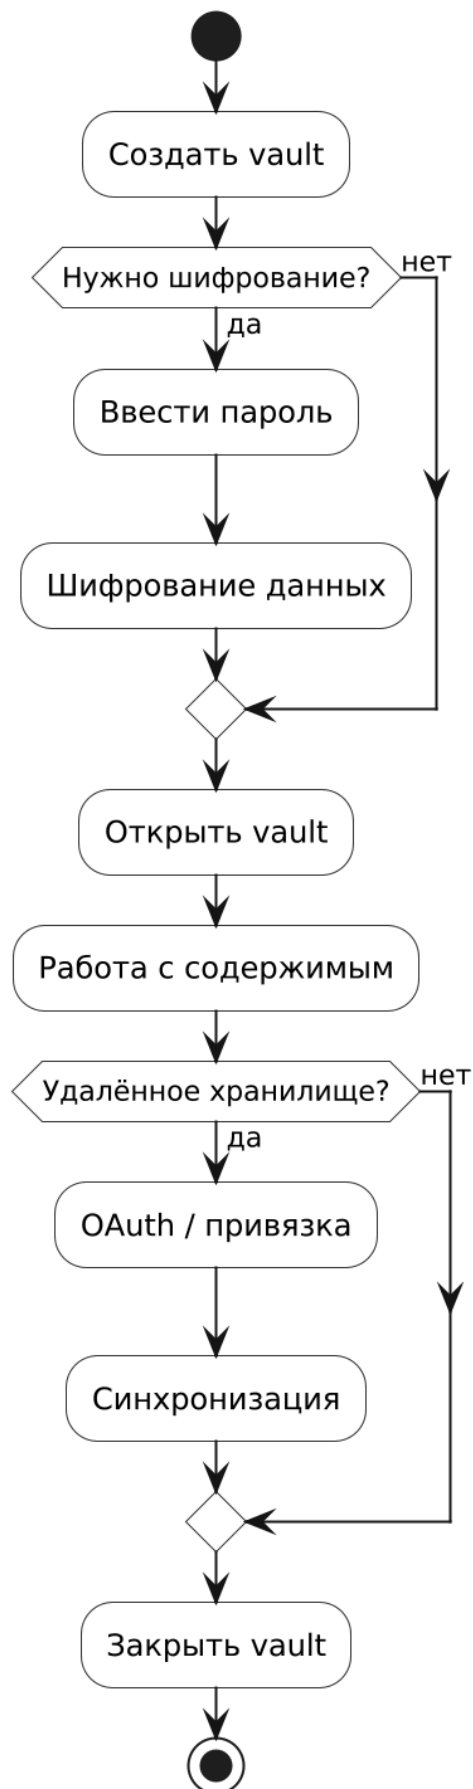 Создать vault
Нужно шифрование?
нет
да
Ввести пароль
Шифрование данных
Открыть vault
Работа с содержимым
Удалённое хранилище?
нет
да
OAuth / привязка
Синхронизация
Закрыть vault